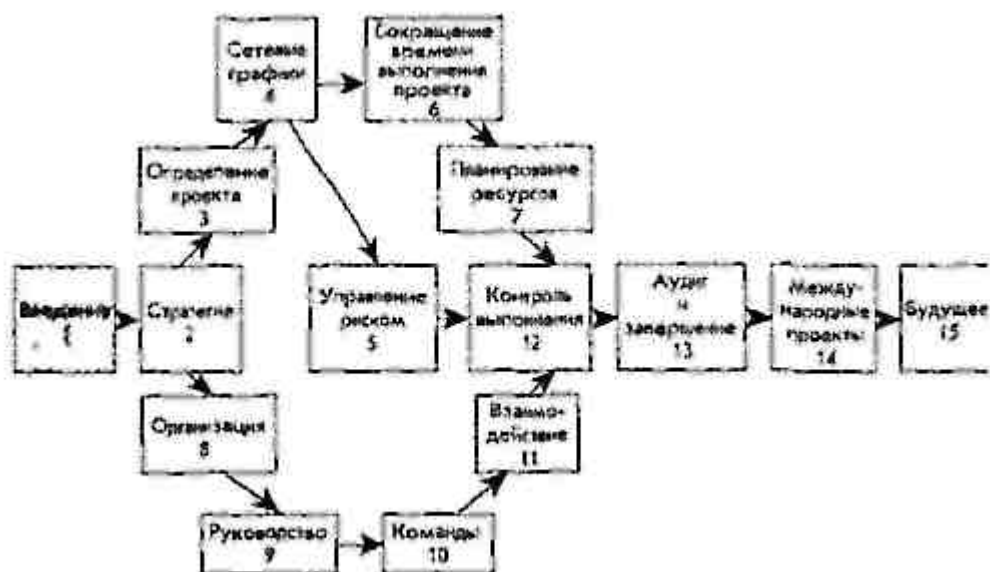 Сетевые
графики
4
Сокращение
времени
выполнения
проекта
6
Определение
проекта
3
Планирование
ресурсов
7
Введение
1
Стратегия
2
Управление
риском
5
Контроль
выполнения
12
Аудит
и
завершение
13
Между-
народные
проекты
14
Будущее
15
Организация
8
Взаимо-
действие
11
Руководство
9
Команды
10